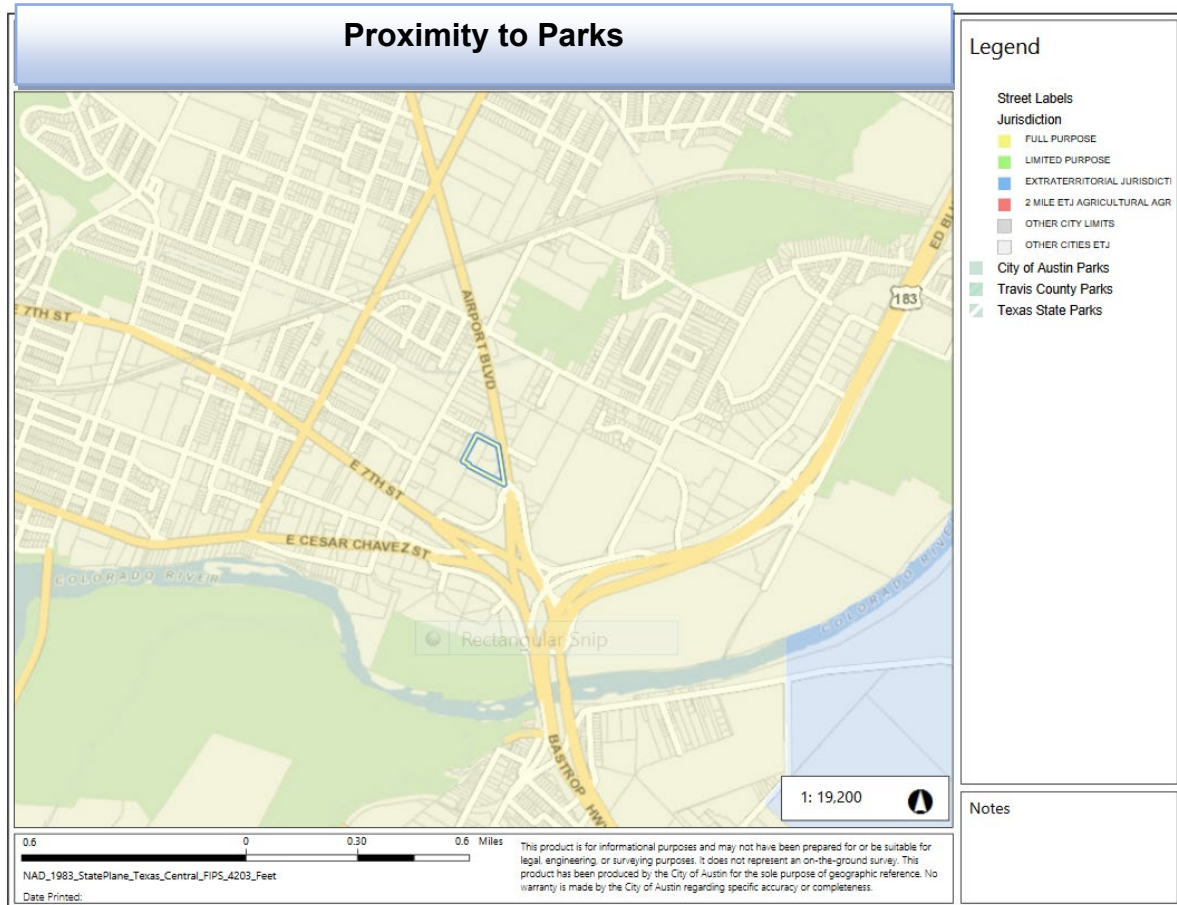 Proximity to Parks
Legend
Street Labels
Jurisdiction
FULL PURPOSE
LIMITED PURPOSE
EXTRATERRITORIAL JURISDICTI
2 MILE ETJ AGRICULTURAL AGR
OTHER CITY LIMITS
OTHER CITIES ETJ
City of Austin Parks
Travis County Parks
Texas State Parks
ED BL
183
AIRPORT BLVD
E 7TH ST
E 7TH ST
E CESAR CHAVEZ ST
COLORADO RIVER
COLORADO RIVE
Rectangular Snip
BASTROP HWY
1: 19,200
Notes
0.6 0 0.30 0.6 Miles
NAD_1983_StatePlane_Texas_Central_FIPS_4203_Feet
Date Printed:
This product is for informational purposes and may not have been prepared for or be suitable for
legal, engineering, or surveying purposes. It does not represent an on-the-ground survey. This
product has been produced by the City of Austin for the sole purpose of geographic reference. No
warranty is made by the City of Austin regarding specific accuracy or completeness.